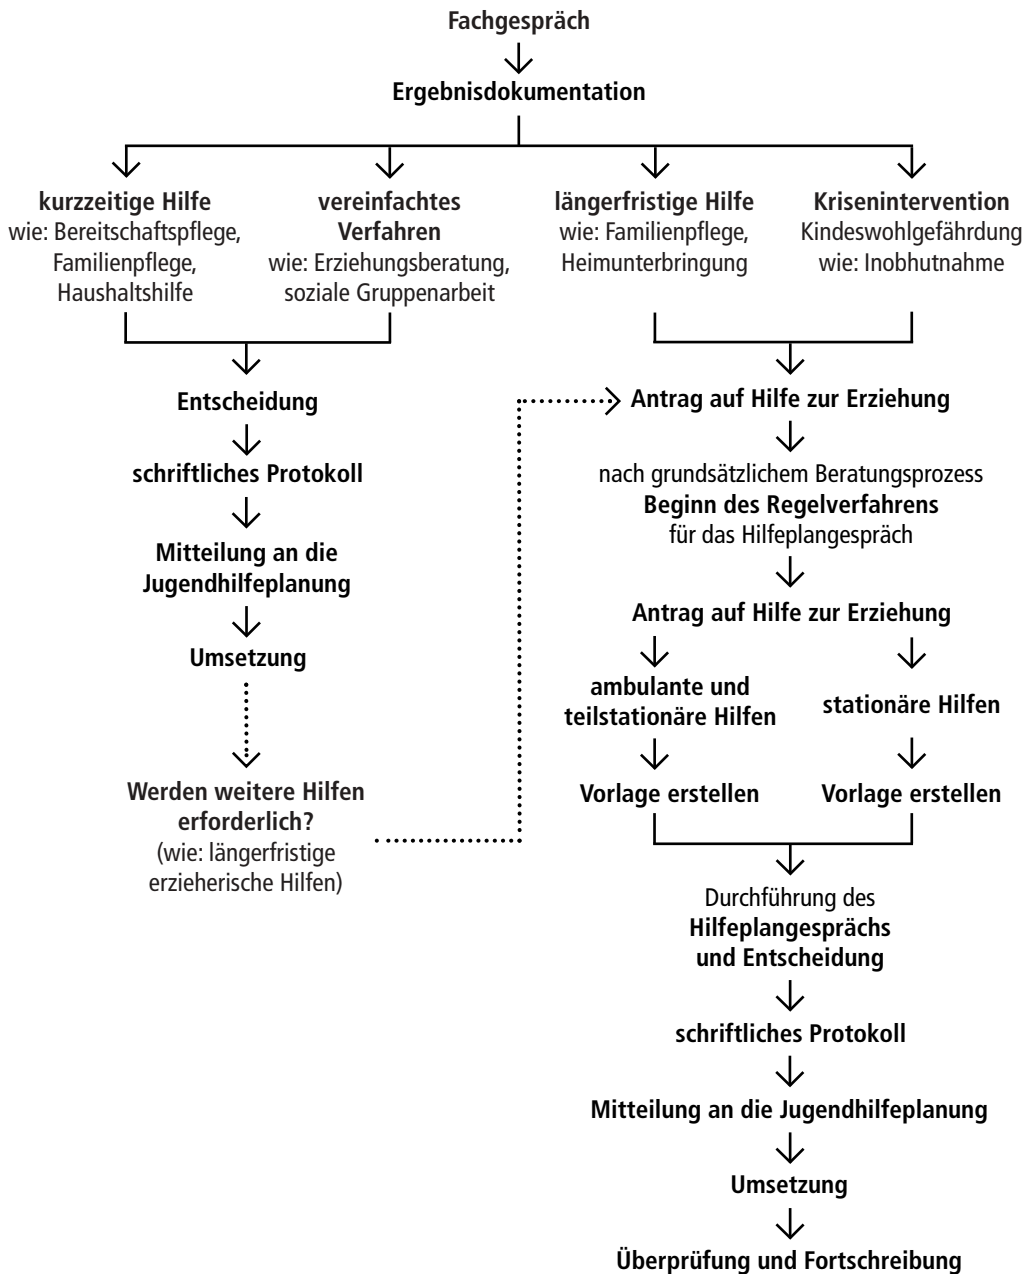 Fachgespräch
Ergebnisdokumentation
kurzzeitige Hilfe
wie: Bereitschaftspflege,
Familienpflege,
Haushaltshilfe
vereinfachtes
Verfahren
wie: Erziehungsberatung,
soziale Gruppenarbeit
längerfristige Hilfe
wie: Familienpflege,
Heimunterbringung
Krisenintervention
Kindeswohlgefährdung
wie: Inobhutnahme
Entscheidung
schriftliches Protokoll
Mitteilung an die
Jugendhilfeplanung
Umsetzung
Werden weitere Hilfen
erforderlich?
(wie: längerfristige
erzieherische Hilfen)
Antrag auf Hilfe zur Erziehung
nach grundsätzlichem Beratungsprozess
Beginn des Regelverfahrens
für das Hilfeplangespräch
Antrag auf Hilfe zur Erziehung
ambulante und
teilstationäre Hilfen
stationäre Hilfen
Vorlage erstellen
Vorlage erstellen
Durchführung des
Hilfeplangesprächs
und Entscheidung
schriftliches Protokoll
Mitteilung an die Jugendhilfeplanung
Umsetzung
Überprüfung und Fortschreibung